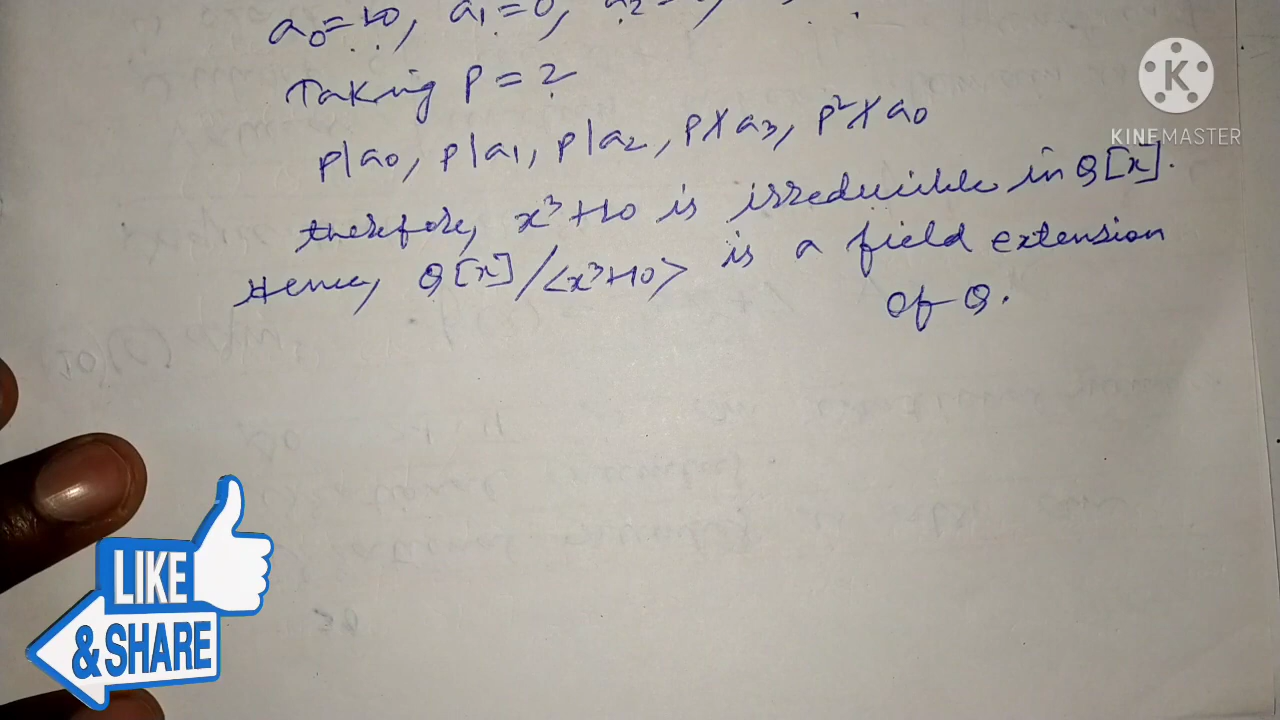 a₀=10, a₁=0, a₂=
Taking P = 2
p|a₀, p|a₁, p|a₂, p∤a₃, p²∤a₀
therefore, x³+10 is irreducible in Q[x].
Hence, Q[x]/<x³+10> is a field extension
of Q.
K
KINEMASTER
LIKE
& SHARE